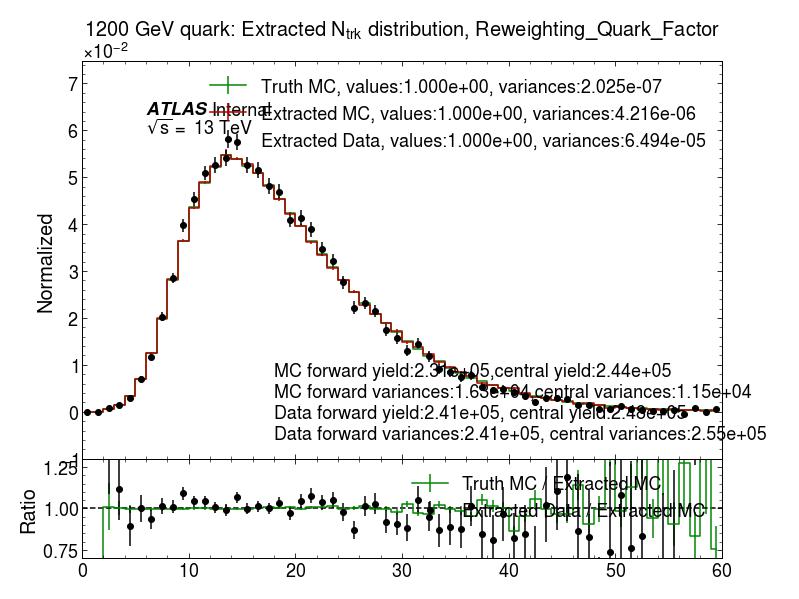 1200 GeV quark: Extracted Ntrk distribution, Reweighting_Quark_Factor
×10−2
Truth MC, values:1.000e+00, variances:2.025e-07
ATLAS Internal
Extracted MC, values:1.000e+00, variances:4.216e-06
√s = 13 TeV
Extracted Data, values:1.000e+00, variances:6.494e-05
7
6
5
4
3
2
1
0
1
Normalized
MC forward yield:2.31e+05,central yield:2.44e+05
MC forward variances:1.63e+04,central variances:1.15e+04
Data forward yield:2.41e+05, central yield:2.48e+05
Data forward variances:2.41e+05, central variances:2.55e+05
1.25
1.00
0.75
Ratio
Truth MC / Extracted MC
Extracted Data / Extracted MC
0 10 20 30 40 50 60